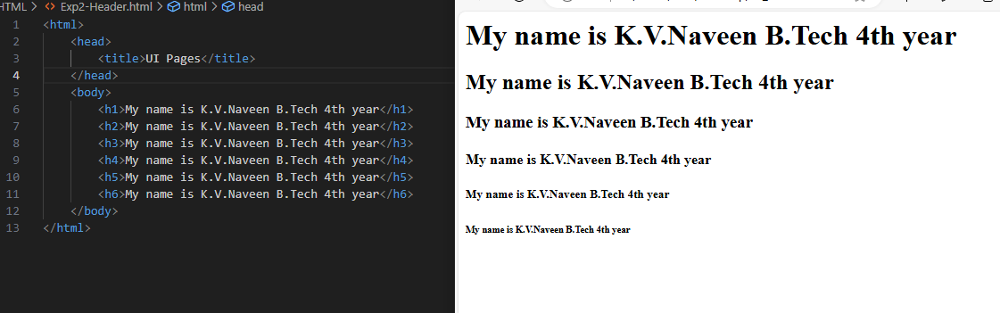 HTML > <> Exp2-Header.html > html > head
1 <html>
2 <head>
3 <title>UI Pages</title>
4 </head>
5 <body>
6 <h1>My name is K.V.Naveen B.Tech 4th year</h1>
7 <h2>My name is K.V.Naveen B.Tech 4th year</h2>
8 <h3>My name is K.V.Naveen B.Tech 4th year</h3>
9 <h4>My name is K.V.Naveen B.Tech 4th year</h4>
10 <h5>My name is K.V.Naveen B.Tech 4th year</h5>
11 <h6>My name is K.V.Naveen B.Tech 4th year</h6>
12 </body>
13 </html>
My name is K.V.Naveen B.Tech 4th year
My name is K.V.Naveen B.Tech 4th year
My name is K.V.Naveen B.Tech 4th year
My name is K.V.Naveen B.Tech 4th year
My name is K.V.Naveen B.Tech 4th year
My name is K.V.Naveen B.Tech 4th year